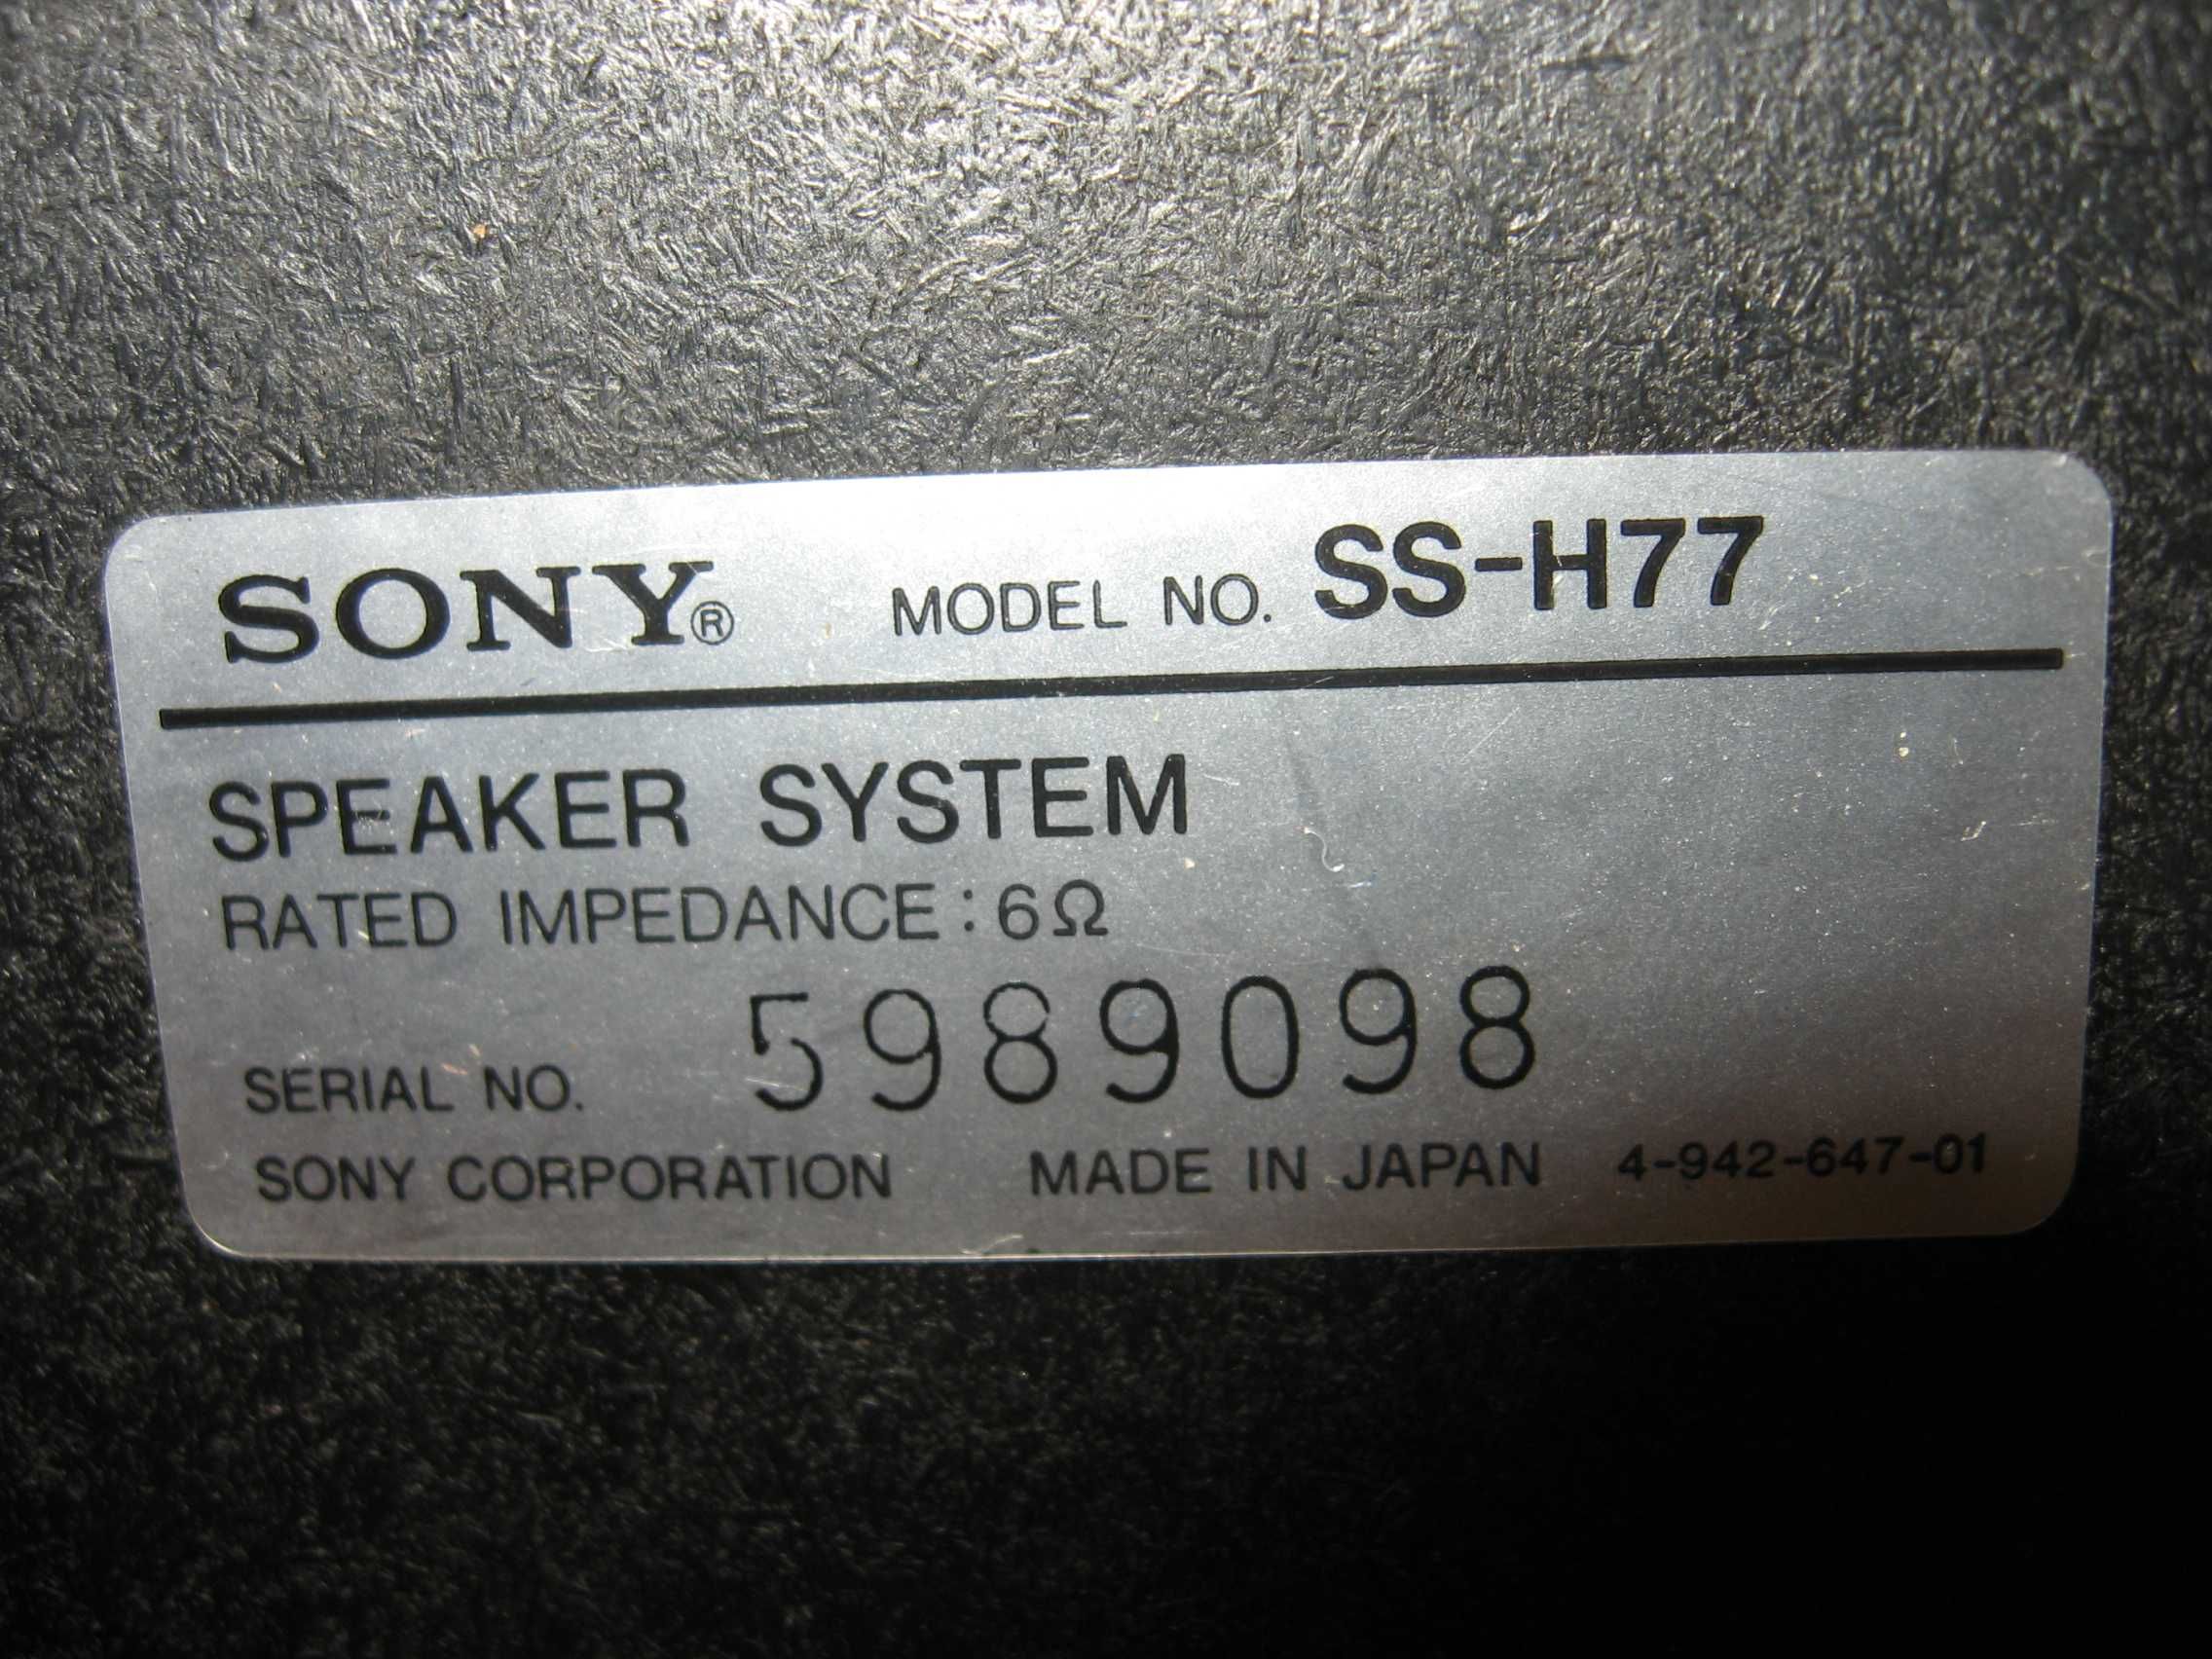 SONY® MODEL NO. SS-H77
SPEAKER SYSTEM
RATED IMPEDANCE : 6Ω
SERIAL NO. 5989098
SONY CORPORATION MADE IN JAPAN 4-942-647-01